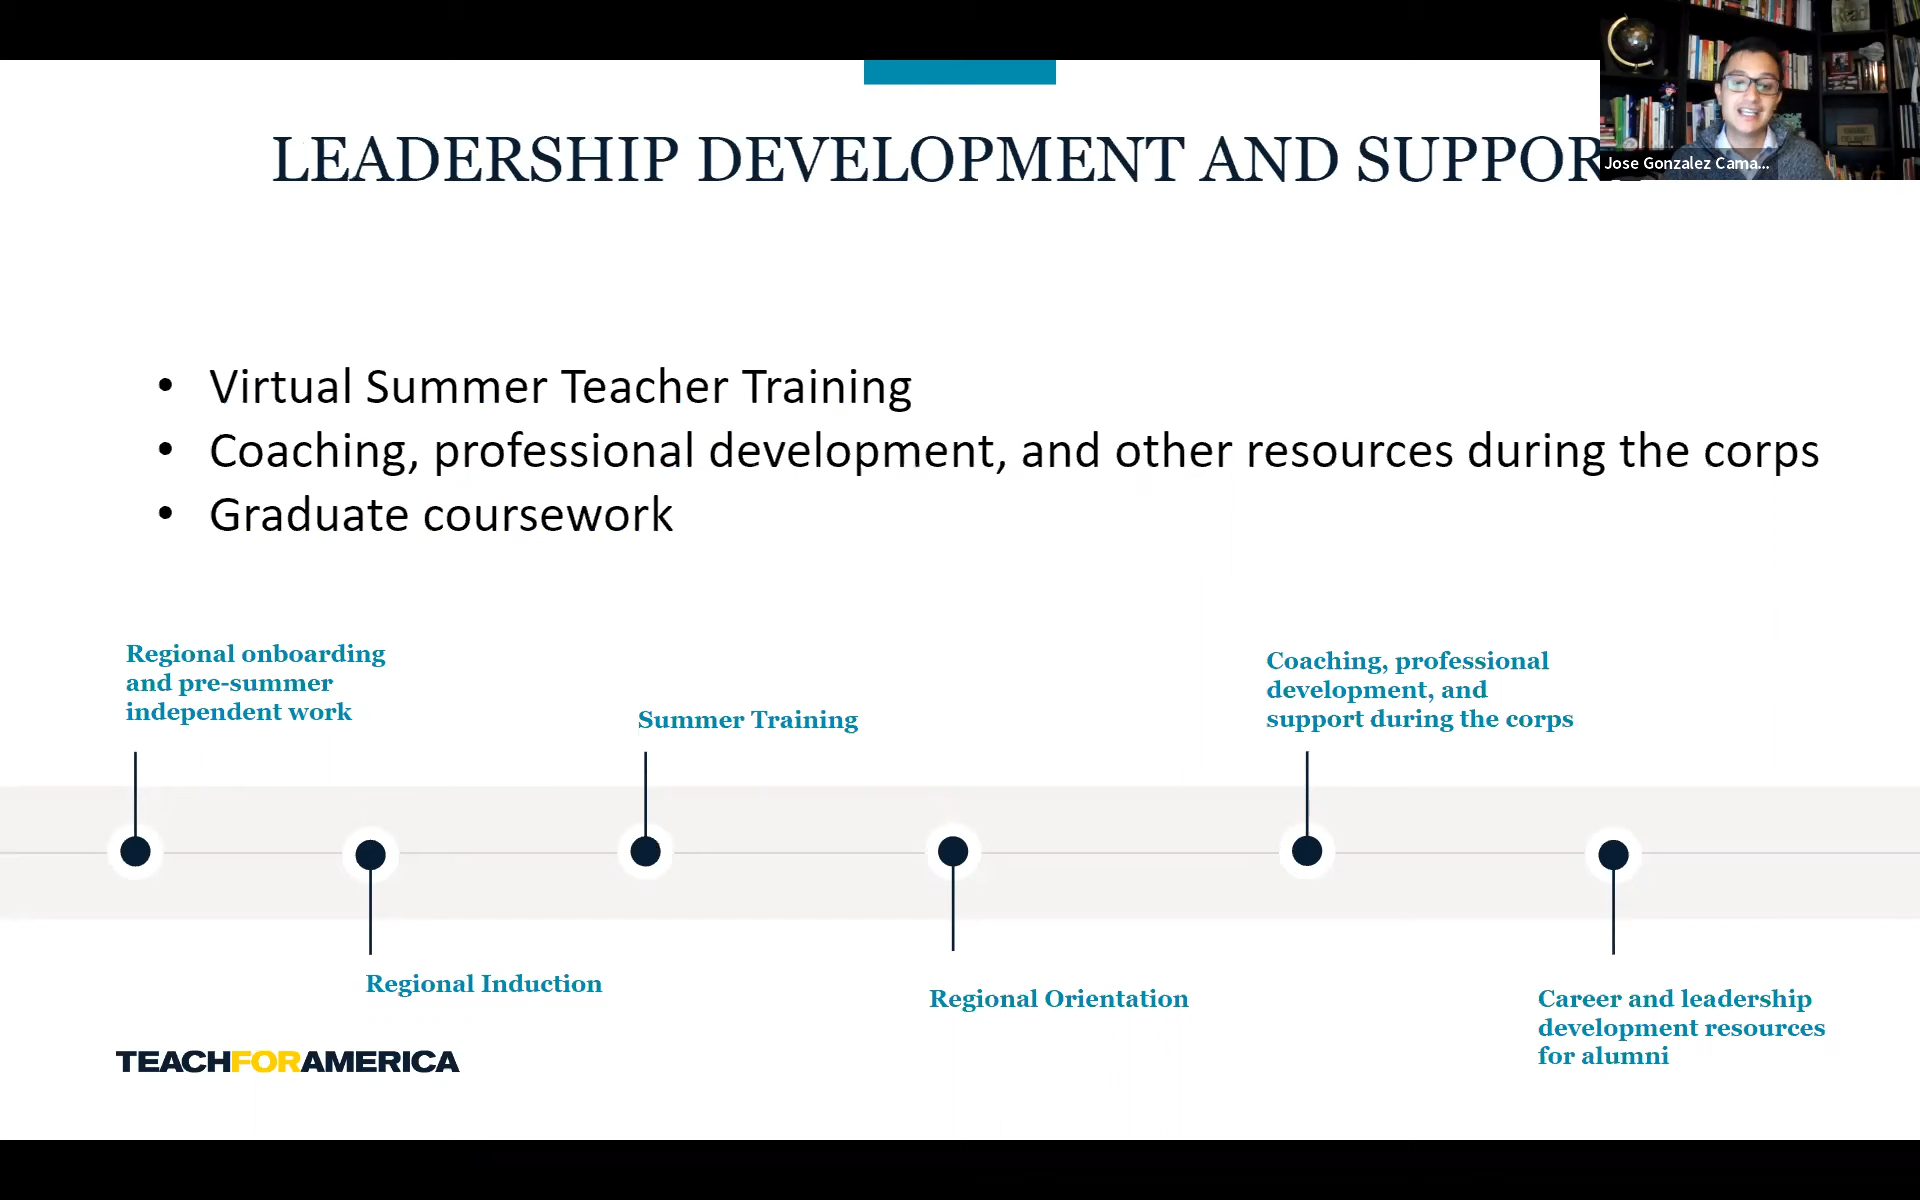 LEADERSHIP DEVELOPMENT AND SUPPOR
Jose Gonzalez Cama...
• Virtual Summer Teacher Training
• Coaching, professional development, and other resources during the corps
• Graduate coursework
Regional onboarding
and pre-summer
independent work
Summer Training
Coaching, professional
development, and
support during the corps
Regional Induction
Regional Orientation
Career and leadership
development resources
for alumni
TEACHFORAMERICA